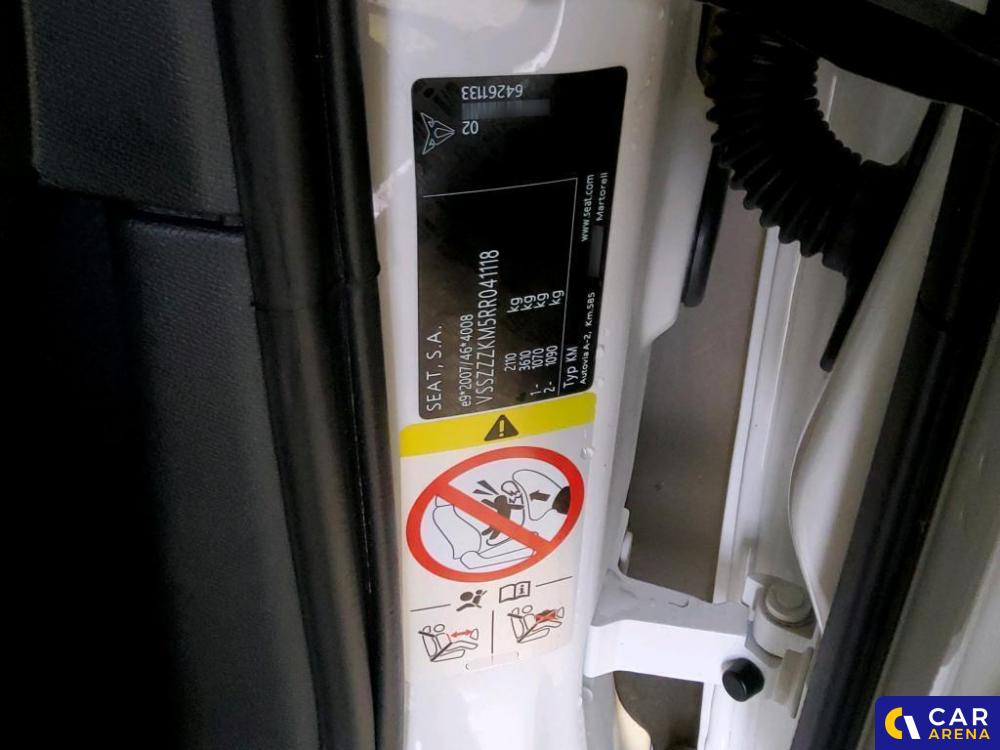 SEAT, S.A.
e9*2007/46*4008
VSSZZZKM5RR041118
2110 kg
3610 kg
1- 1070 kg
2- 1090 kg
Typ KM
Autovia A-2, Km.585
www.seat.com
Martorell
02
64261133
CAR
ARENA